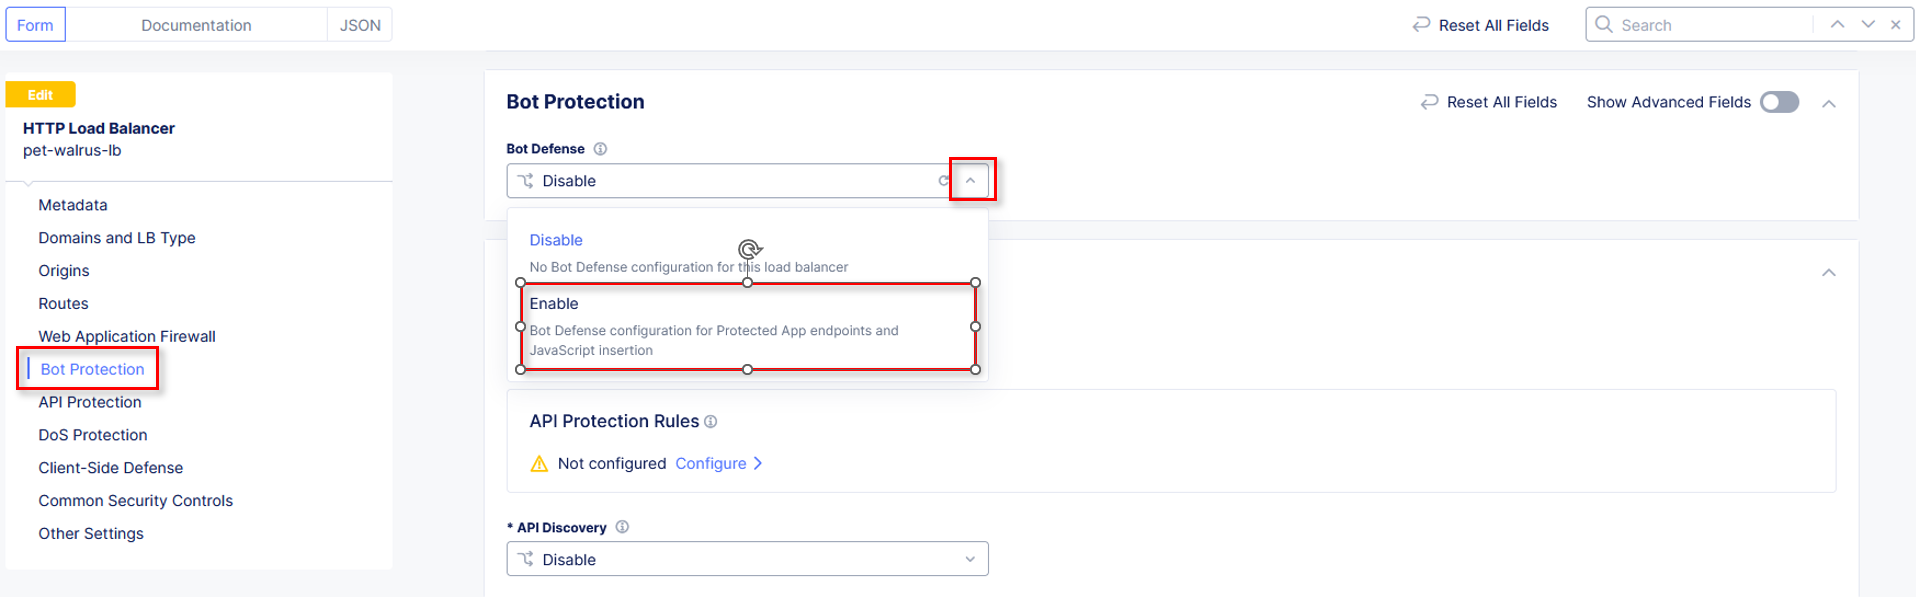 Form
Documentation
JSON
Reset All Fields
Search
Edit
HTTP Load Balancer
pet-walrus-lb
Metadata
Domains and LB Type
Origins
Routes
Web Application Firewall
Bot Protection
API Protection
DoS Protection
Client-Side Defense
Common Security Controls
Other Settings
Bot Protection
Reset All Fields
Show Advanced Fields
Bot Defense
Disable
Disable
No Bot Defense configuration for this load balancer
Enable
Bot Defense configuration for Protected App endpoints and
JavaScript insertion
API Protection Rules
Not configured Configure
* API Discovery
Disable